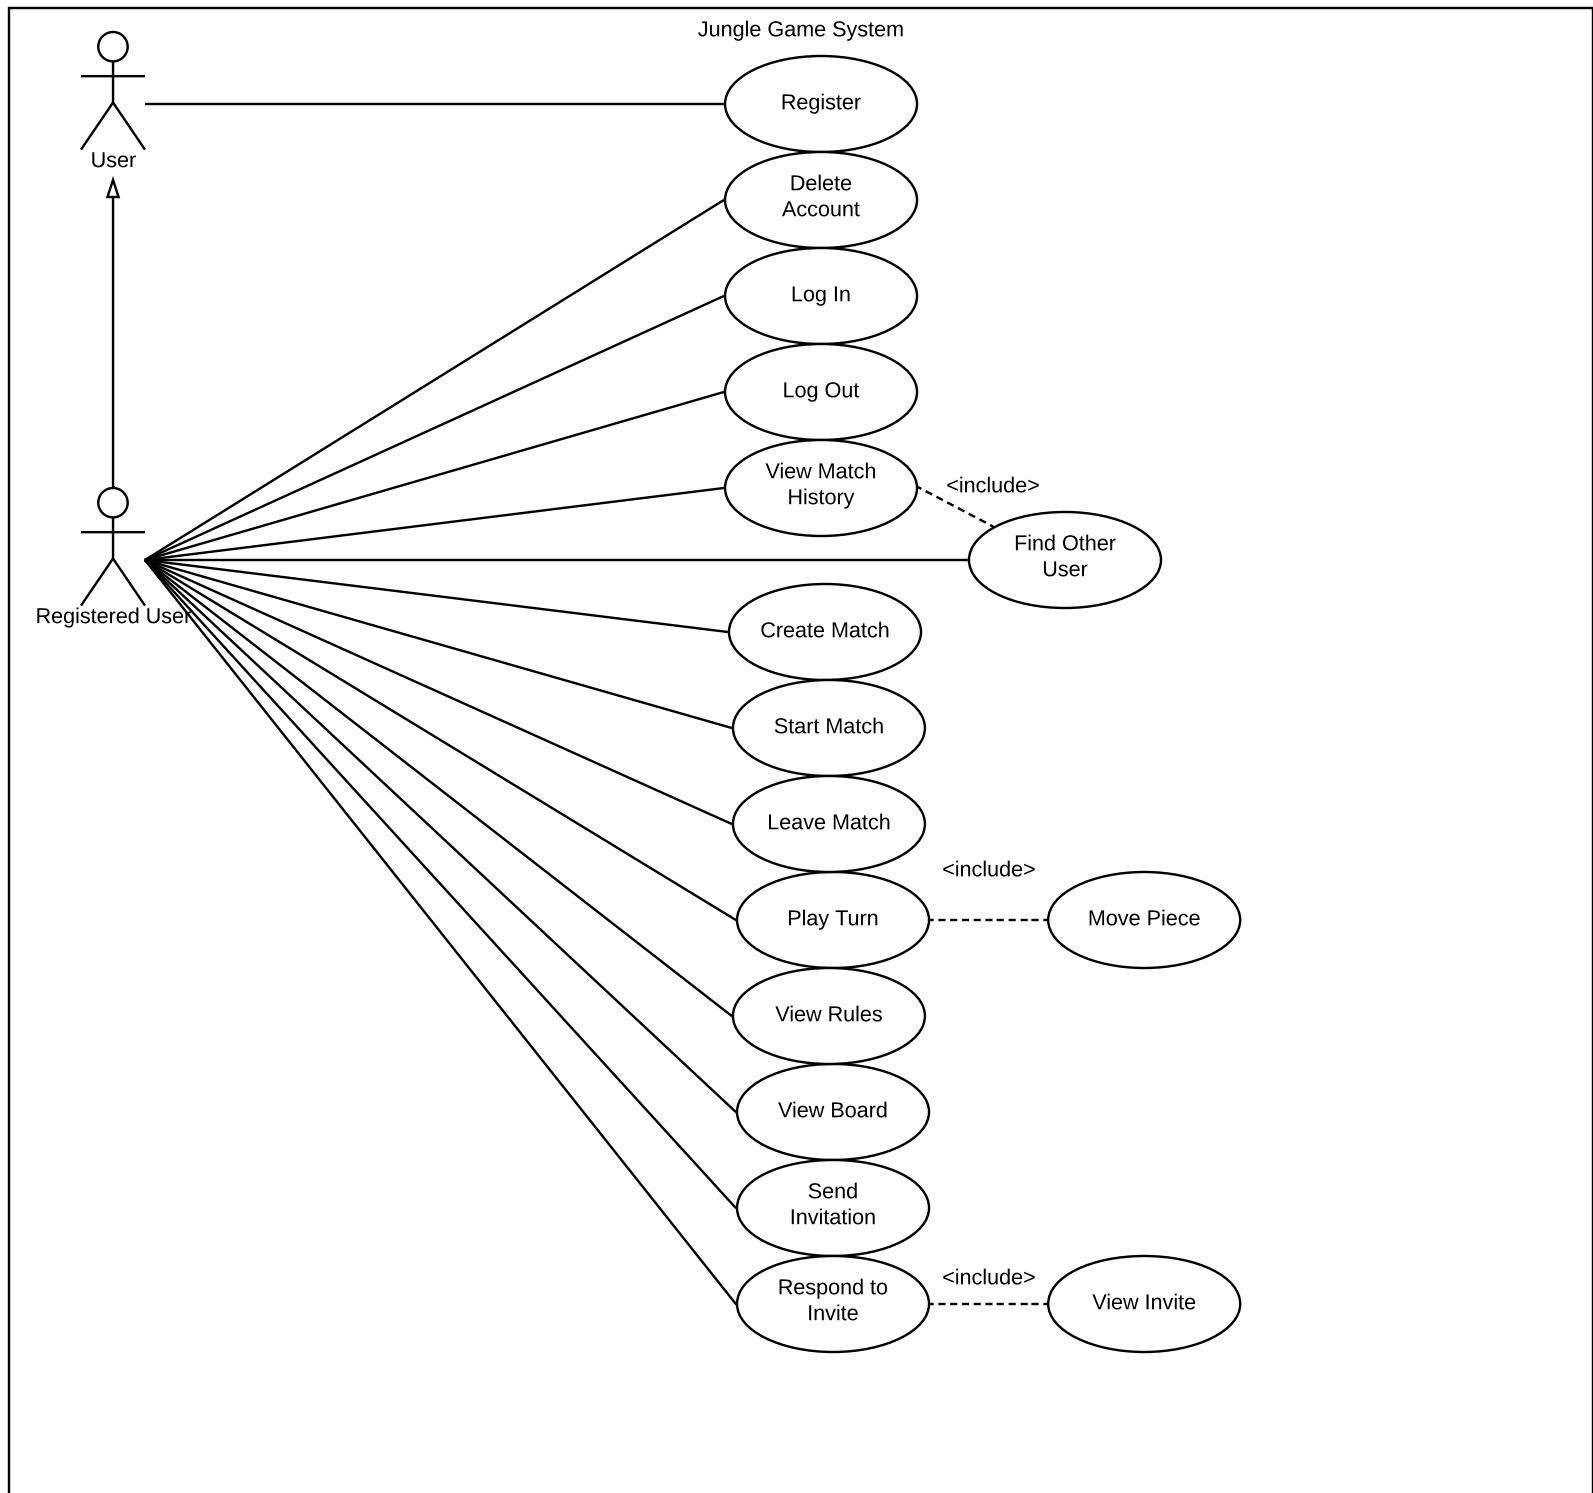 Jungle Game System
Register
User
Delete
Account
Log In
Log Out
View Match
History
<include>
Find Other
User
Registered User
Create Match
Start Match
Leave Match
<include>
Play Turn
Move Piece
View Rules
View Board
Send
Invitation
<include>
Respond to
Invite
View Invite